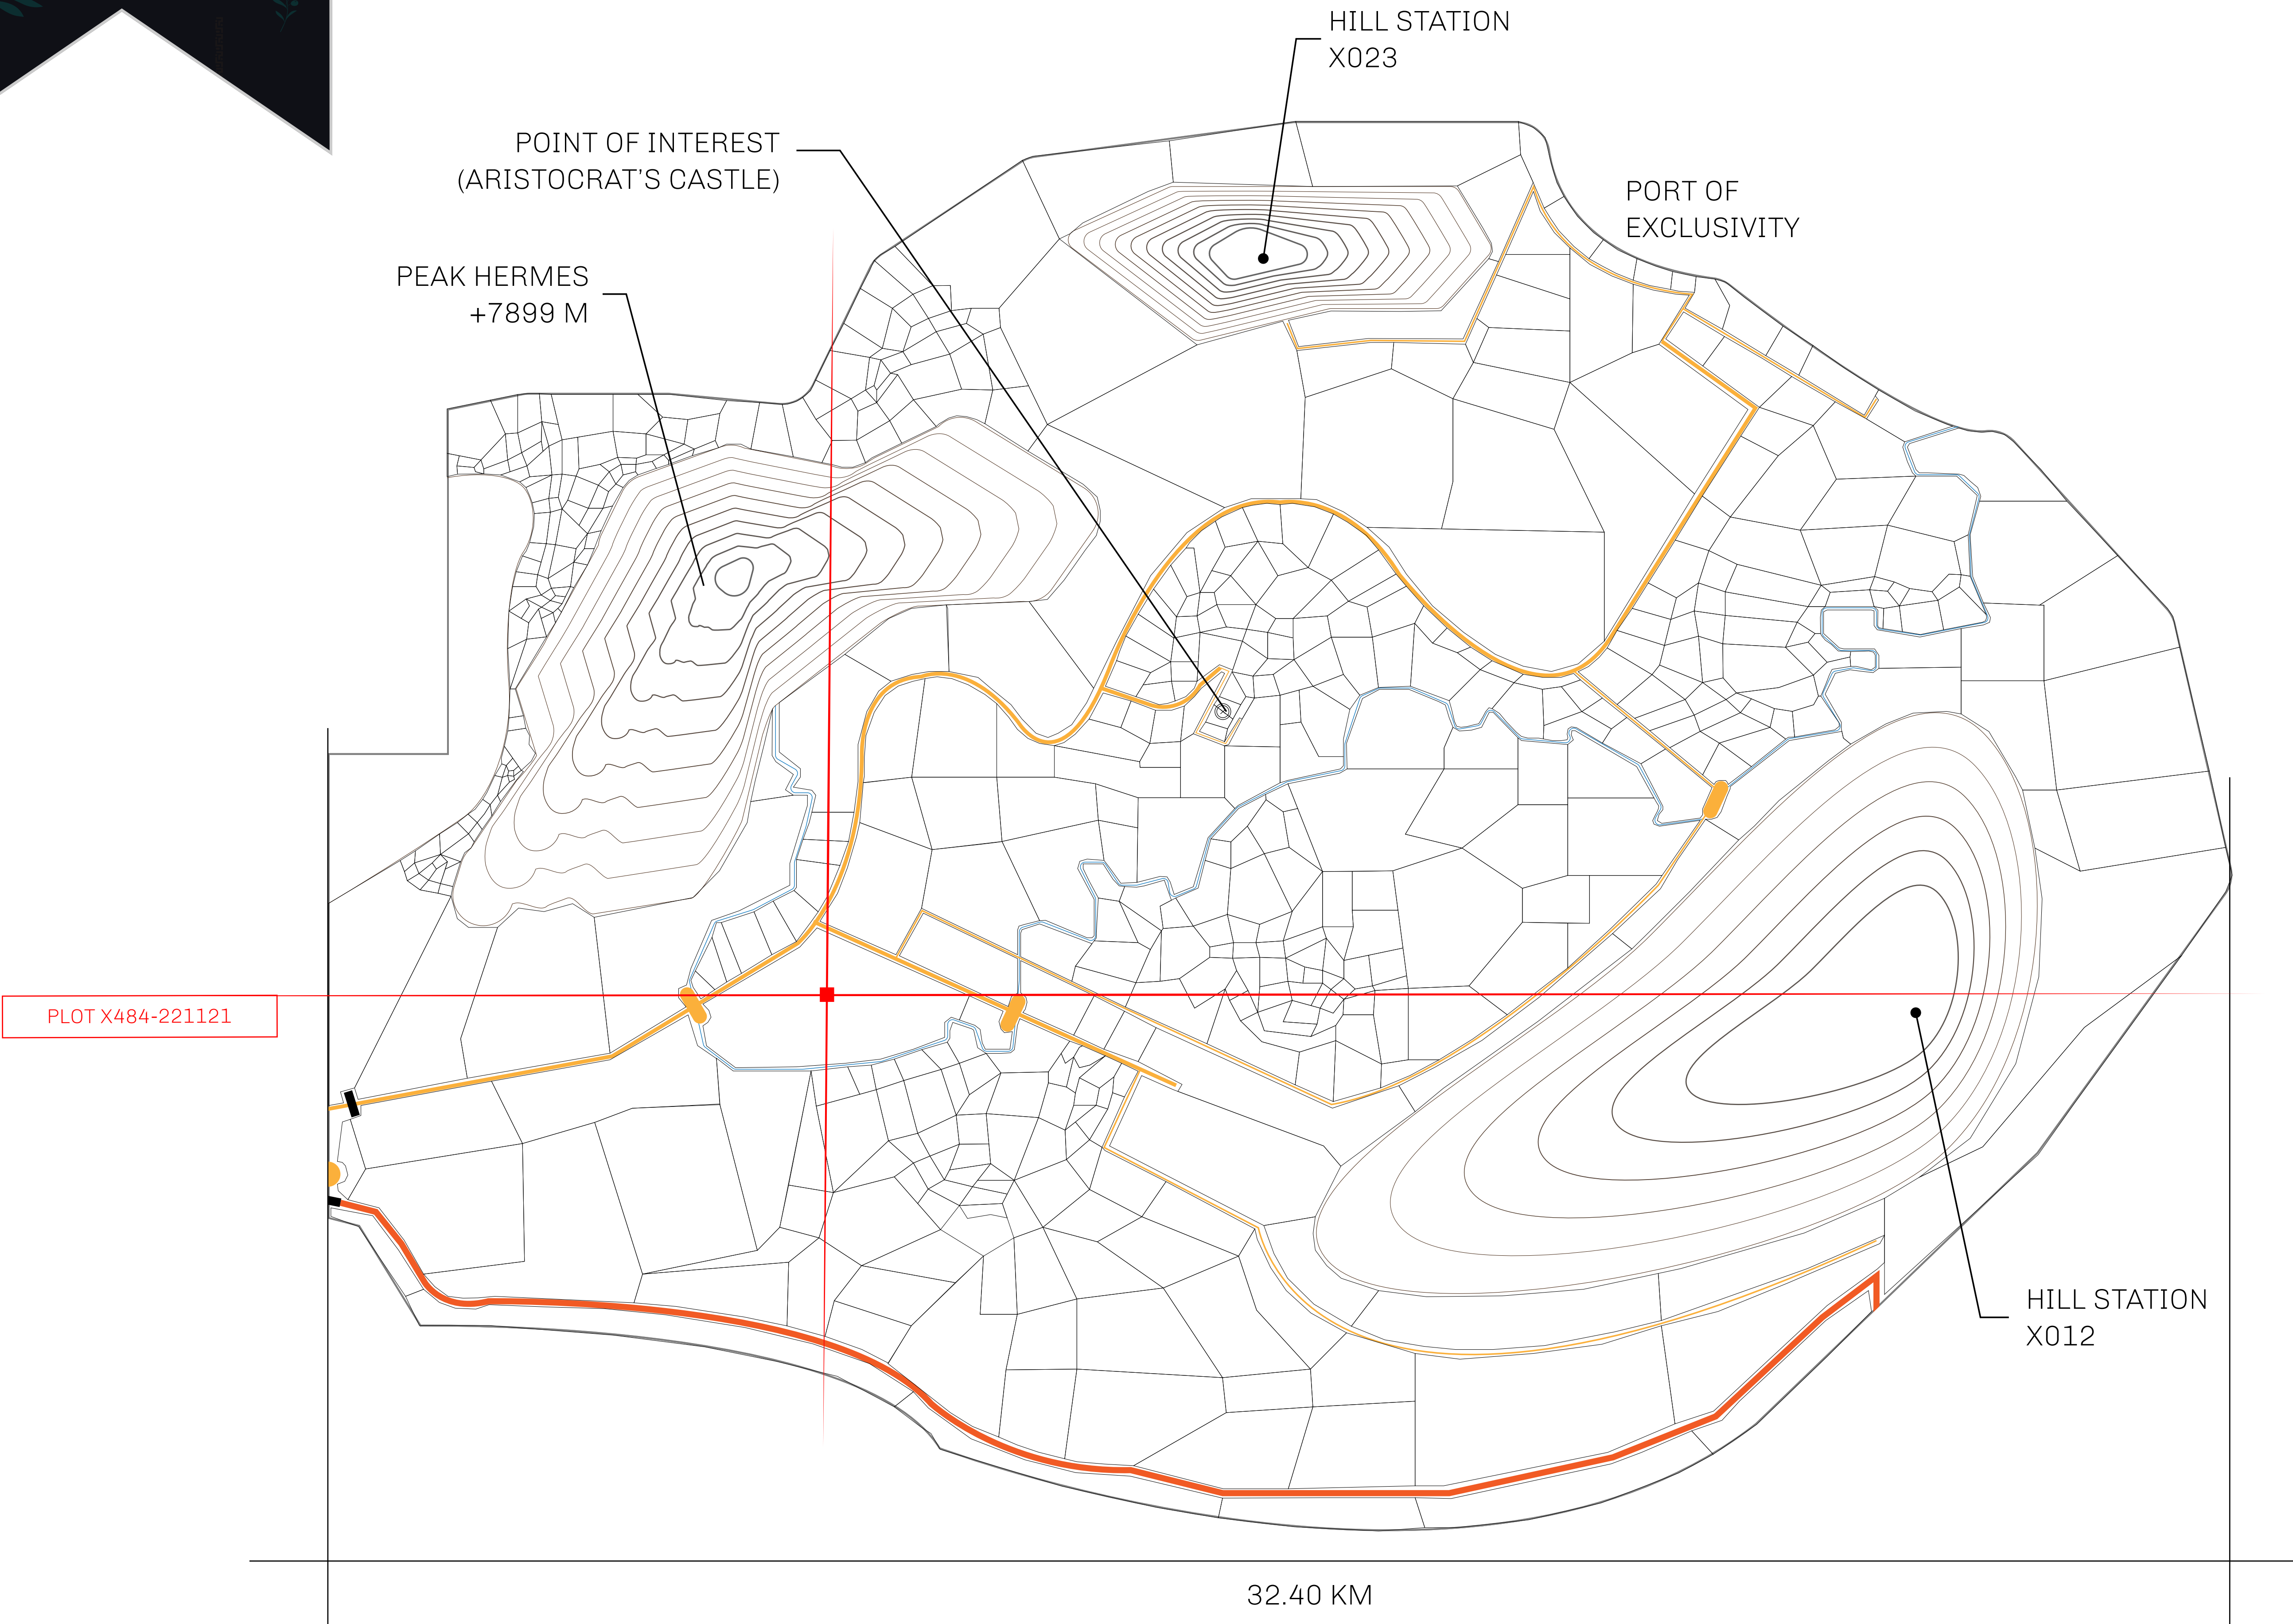 HILL STATION
X023
POINT OF INTEREST
(ARISTOCRAT'S CASTLE)
PORT OF
EXCLUSIVITY
PEAK HERMES
+7899 M
PLOT X484-221121
HILL STATION
X012
32.40 KM